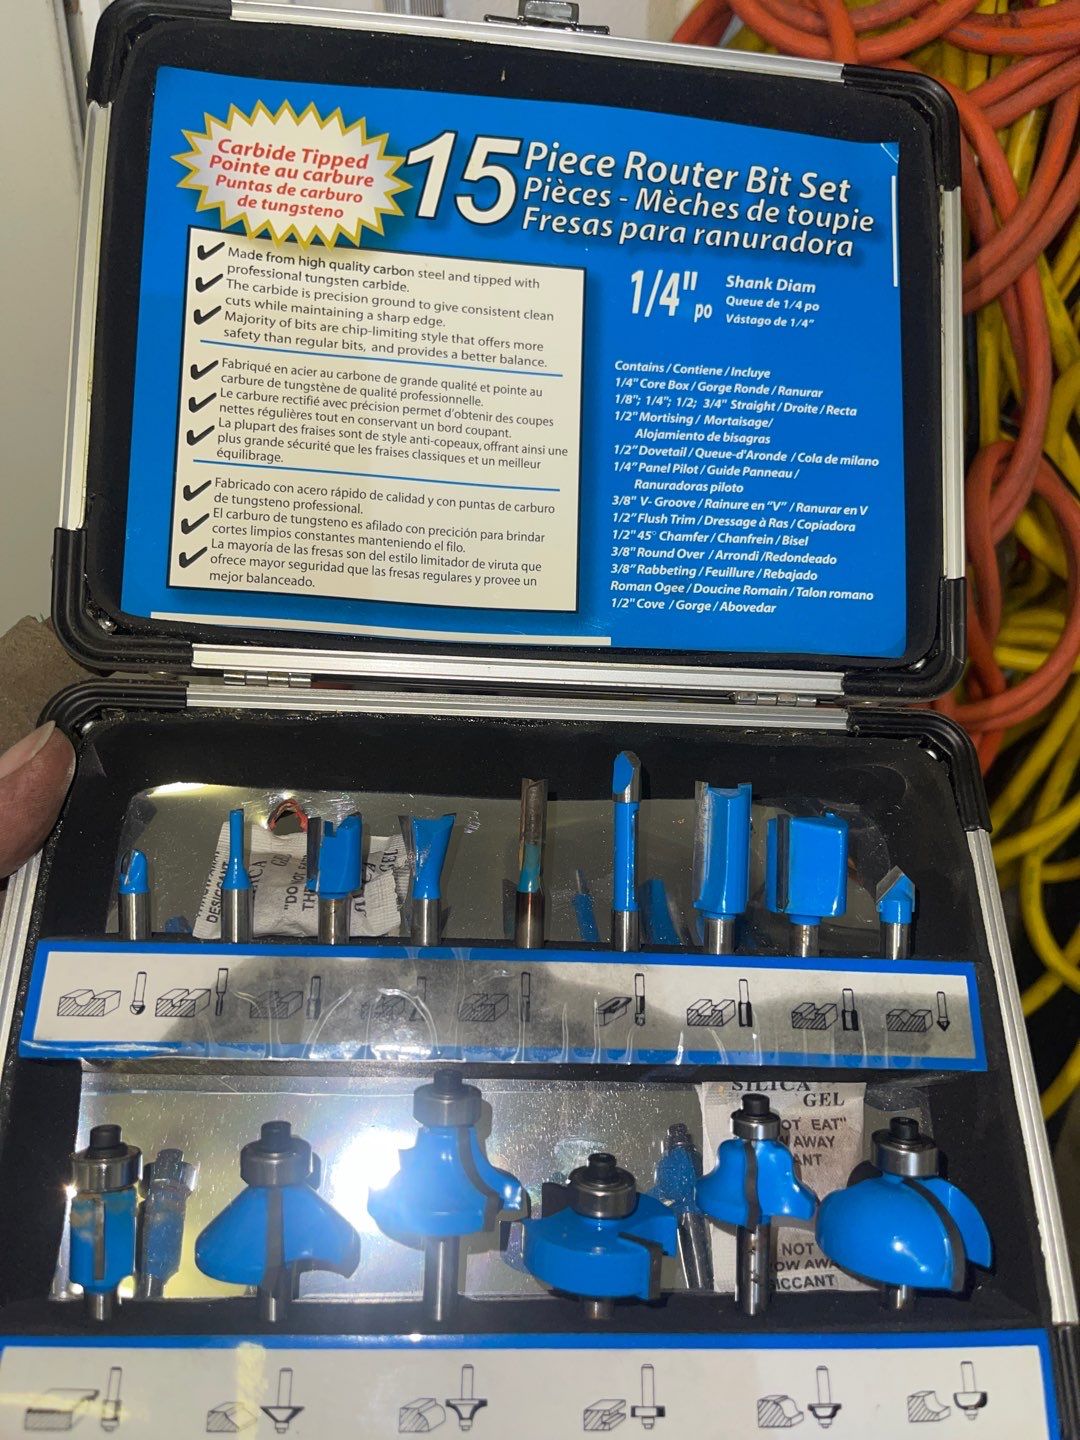 Carbide Tipped
Pointe au carbure
Puntas de carburo
de tungsteno
15 Piece Router Bit Set
Pièces - Mèches de toupie
Fresas para ranuradora
1/4" po
Shank Diam
Queue de 1/4 po
Vástago de 1/4"
Made from high quality carbon steel and tipped with
professional tungsten carbide.
The carbide is precision ground to give consistent clean
cuts while maintaining a sharp edge.
Majority of bits are chip-limiting style that offers more
safety than regular bits, and provides a better balance.
Fabriqué en acier au carbone de grande qualité et pointe au
carbure de tungstène de qualité professionnelle.
Le carbure rectifié avec précision permet d'obtenir des coupes
nettes régulières tout en conservant un bord coupant.
La plupart des fraises sont de style anti-copeaux, offrant ainsi une
plus grande sécurité que les fraises classiques et un meilleur
équilibrage.
Fabricado con acero rápido de calidad y con puntas de carburo
de tungsteno professional.
El carburo de tungsteno es afilado con precición para brindar
cortes limpios constantes manteniendo el filo.
La mayoría de las fresas son del estilo limitador de viruta que
ofrece mayor seguridad que las fresas regulares y provee un
mejor balanceado.
Contains / Contiene / Incluye
1/4" Core Box / Gorge Ronde / Ranurar
1/8"; 1/4"; 1/2; 3/4" Straight / Droite / Recta
1/2" Mortising / Mortaisage/
Alojamiento de bisagras
1/2" Dovetail / Queue-d'Aronde / Cola de milano
1/4" Panel Pilot / Guide Panneau /
Ranuradoras piloto
3/8" V- Groove / Rainure en "V" / Ranurar en V
1/2" Flush Trim / Dressage à Ras / Copiadora
1/2" 45° Chamfer / Chanfrein / Bisel
3/8" Round Over / Arrondi /Redondeado
3/8" Rabbeting / Feuillure / Rebajado
Roman Ogee / Doucine Romain / Talon romano
1/2" Cove / Gorge / Abovedar
DESICCANT
"DO NOT
GEL
SILICA
GEL
NOT EAT"
AWAY
NOT